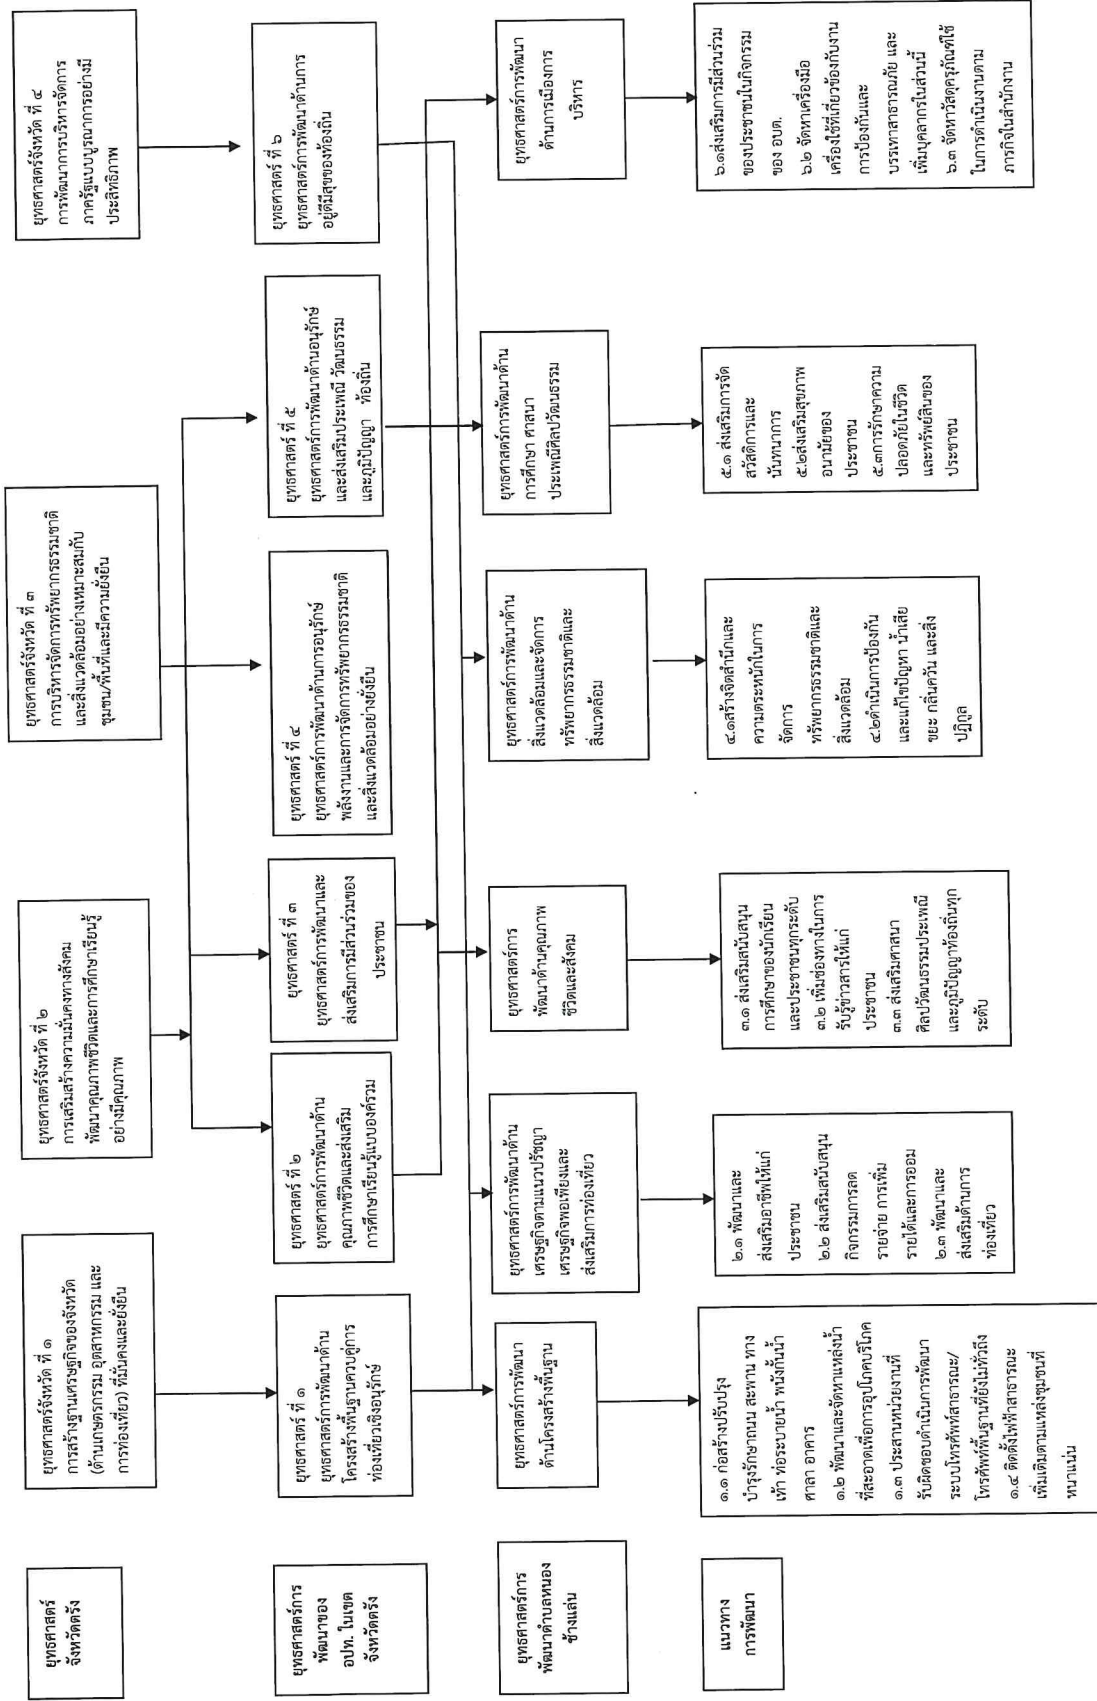 ยุทธศาสตร์
จังหวัดตรัง
ยุทธศาสตร์จังหวัด ที่ ๑
การสร้างฐานเศรษฐกิจของจังหวัด
(ด้านเกษตรกรรม อุตสาหกรรม และ
การท่องเที่ยว) ที่มั่นคงและยั่งยืน
ยุทธศาสตร์จังหวัด ที่ ๒
การเสริมสร้างความมั่นคงทางสังคม
พัฒนาคุณภาพชีวิตและการศึกษาเรียนรู้
อย่างมีคุณภาพ
ยุทธศาสตร์จังหวัด ที่ ๓
การบริหารจัดการทรัพยากรธรรมชาติ
และสิ่งแวดล้อมอย่างเหมาะสมกับ
ชุมชน/พื้นที่และมีความยั่งยืน
ยุทธศาสตร์จังหวัด ที่ ๔
การพัฒนาการบริหารจัดการ
ภาครัฐแบบบูรณาการอย่างมี
ประสิทธิภาพ
ยุทธศาสตร์การ
พัฒนาของ
อปท. ในเขต
จังหวัดตรัง
ยุทธศาสตร์ ที่ ๑
ยุทธศาสตร์การพัฒนาด้าน
โครงสร้างพื้นฐานควบคู่การ
ท่องเที่ยวเชิงอนุรักษ์
ยุทธศาสตร์ ที่ ๒
ยุทธศาสตร์การพัฒนาด้าน
คุณภาพชีวิตและส่งเสริม
การศึกษาเรียนรู้แบบองค์รวม
ยุทธศาสตร์ ที่ ๓
ยุทธศาสตร์การพัฒนาและ
ส่งเสริมการมีส่วนร่วมของ
ประชาชน
ยุทธศาสตร์ ที่ ๔
ยุทธศาสตร์การพัฒนาด้านการอนุรักษ์
พลังงานและการจัดการทรัพยากรธรรมชาติ
และสิ่งแวดล้อมอย่างยั่งยืน
ยุทธศาสตร์ ที่ ๕
ยุทธศาสตร์การพัฒนาด้านอนุรักษ์
และส่งเสริมประเพณี วัฒนธรรม
และภูมิปัญญา ท้องถิ่น
ยุทธศาสตร์ ที่ ๖
ยุทธศาสตร์การพัฒนาด้านการ
อยู่ดีมีสุขของท้องถิ่น
ยุทธศาสตร์การ
พัฒนาตำบลหนอง
ช้างแล่น
ยุทธศาสตร์การพัฒนา
ด้านโครงสร้างพื้นฐาน
ยุทธศาสตร์การพัฒนาด้าน
เศรษฐกิจตามแนวปรัชญา
เศรษฐกิจพอเพียงและ
ส่งเสริมการท่องเที่ยว
ยุทธศาสตร์การ
พัฒนาด้านคุณภาพ
ชีวิตและสังคม
ยุทธศาสตร์การพัฒนาด้าน
สิ่งแวดล้อมและจัดการ
ทรัพยากรธรรมชาติและ
สิ่งแวดล้อม
ยุทธศาสตร์การพัฒนาด้าน
การศึกษา ศาสนา
ประเพณีศิลปวัฒนธรรม
ยุทธศาสตร์การพัฒนา
ด้านการเมืองการ
บริหาร
แนวทาง
การพัฒนา
๑.๑ ก่อสร้างปรับปรุง
บำรุงรักษาถนน สะพาน ทาง
เท้า ท่อระบายน้ำ พนังกันน้ำ
ศาลา อาคาร
๑.๒ พัฒนาและจัดหาแหล่งน้ำ
ที่สะอาดเพื่อการอุปโภคบริโภค
๑.๓ ประสานหน่วยงานที่
รับผิดชอบดำเนินการพัฒนา
ระบบโทรศัพท์สาธารณะ/
โทรศัพท์พื้นฐานที่ยังไม่ทั่วถึง
๑.๔ ติดตั้งไฟฟ้าสาธารณะ
เพิ่มเติมตามแหล่งชุมชนที่
หนาแน่น
๒.๑ พัฒนาและ
ส่งเสริมอาชีพให้แก่
ประชาชน
๒.๒ ส่งเสริมสนับสนุน
กิจกรรมการลด
รายจ่าย การเพิ่ม
รายได้และการออม
๒.๓ พัฒนาและ
ส่งเสริมด้านการ
ท่องเที่ยว
๓.๑ ส่งเสริมสนับสนุน
การศึกษาของนักเรียน
และประชาชนทุกระดับ
๓.๒ เพิ่มช่องทางในการ
รับรู้ข่าวสารให้แก่
ประชาชน
๓.๓ ส่งเสริมศาสนา
ศิลปวัฒนธรรมประเพณี
และภูมิปัญญาท้องถิ่นทุก
ระดับ
๔.๑สร้างจิตสำนึกและ
ความตระหนักในการ
จัดการ
ทรัพยากรธรรมชาติและ
สิ่งแวดล้อม
๔.๒ดำเนินการป้องกัน
และแก้ไขปัญหา น้ำเสีย
ขยะ กลิ่นควัน และสิ่ง
ปฏิกูล
๕.๑ ส่งเสริมการจัด
สวัสดิการและ
นันทนาการ
๕.๒ส่งเสริมสุขภาพ
อนามัยของ
ประชาชน
๕.๓การรักษาความ
ปลอดภัยในชีวิต
และทรัพย์สินของ
ประชาชน
๖.๑ส่งเสริมการมีส่วนร่วม
ของประชาชนในกิจกรรม
ของ อบต.
๖.๒ จัดหาเครื่องมือ
เครื่องใช้ที่เกี่ยวข้องกับงาน
การป้องกันและ
บรรเทาสาธารณภัย และ
เพิ่มบุคลากรในส่วนนี้
๖.๓ จัดหาวัสดุครุภัณฑ์ใช้
ในการดำเนินงานตาม
ภารกิจในสำนักงาน